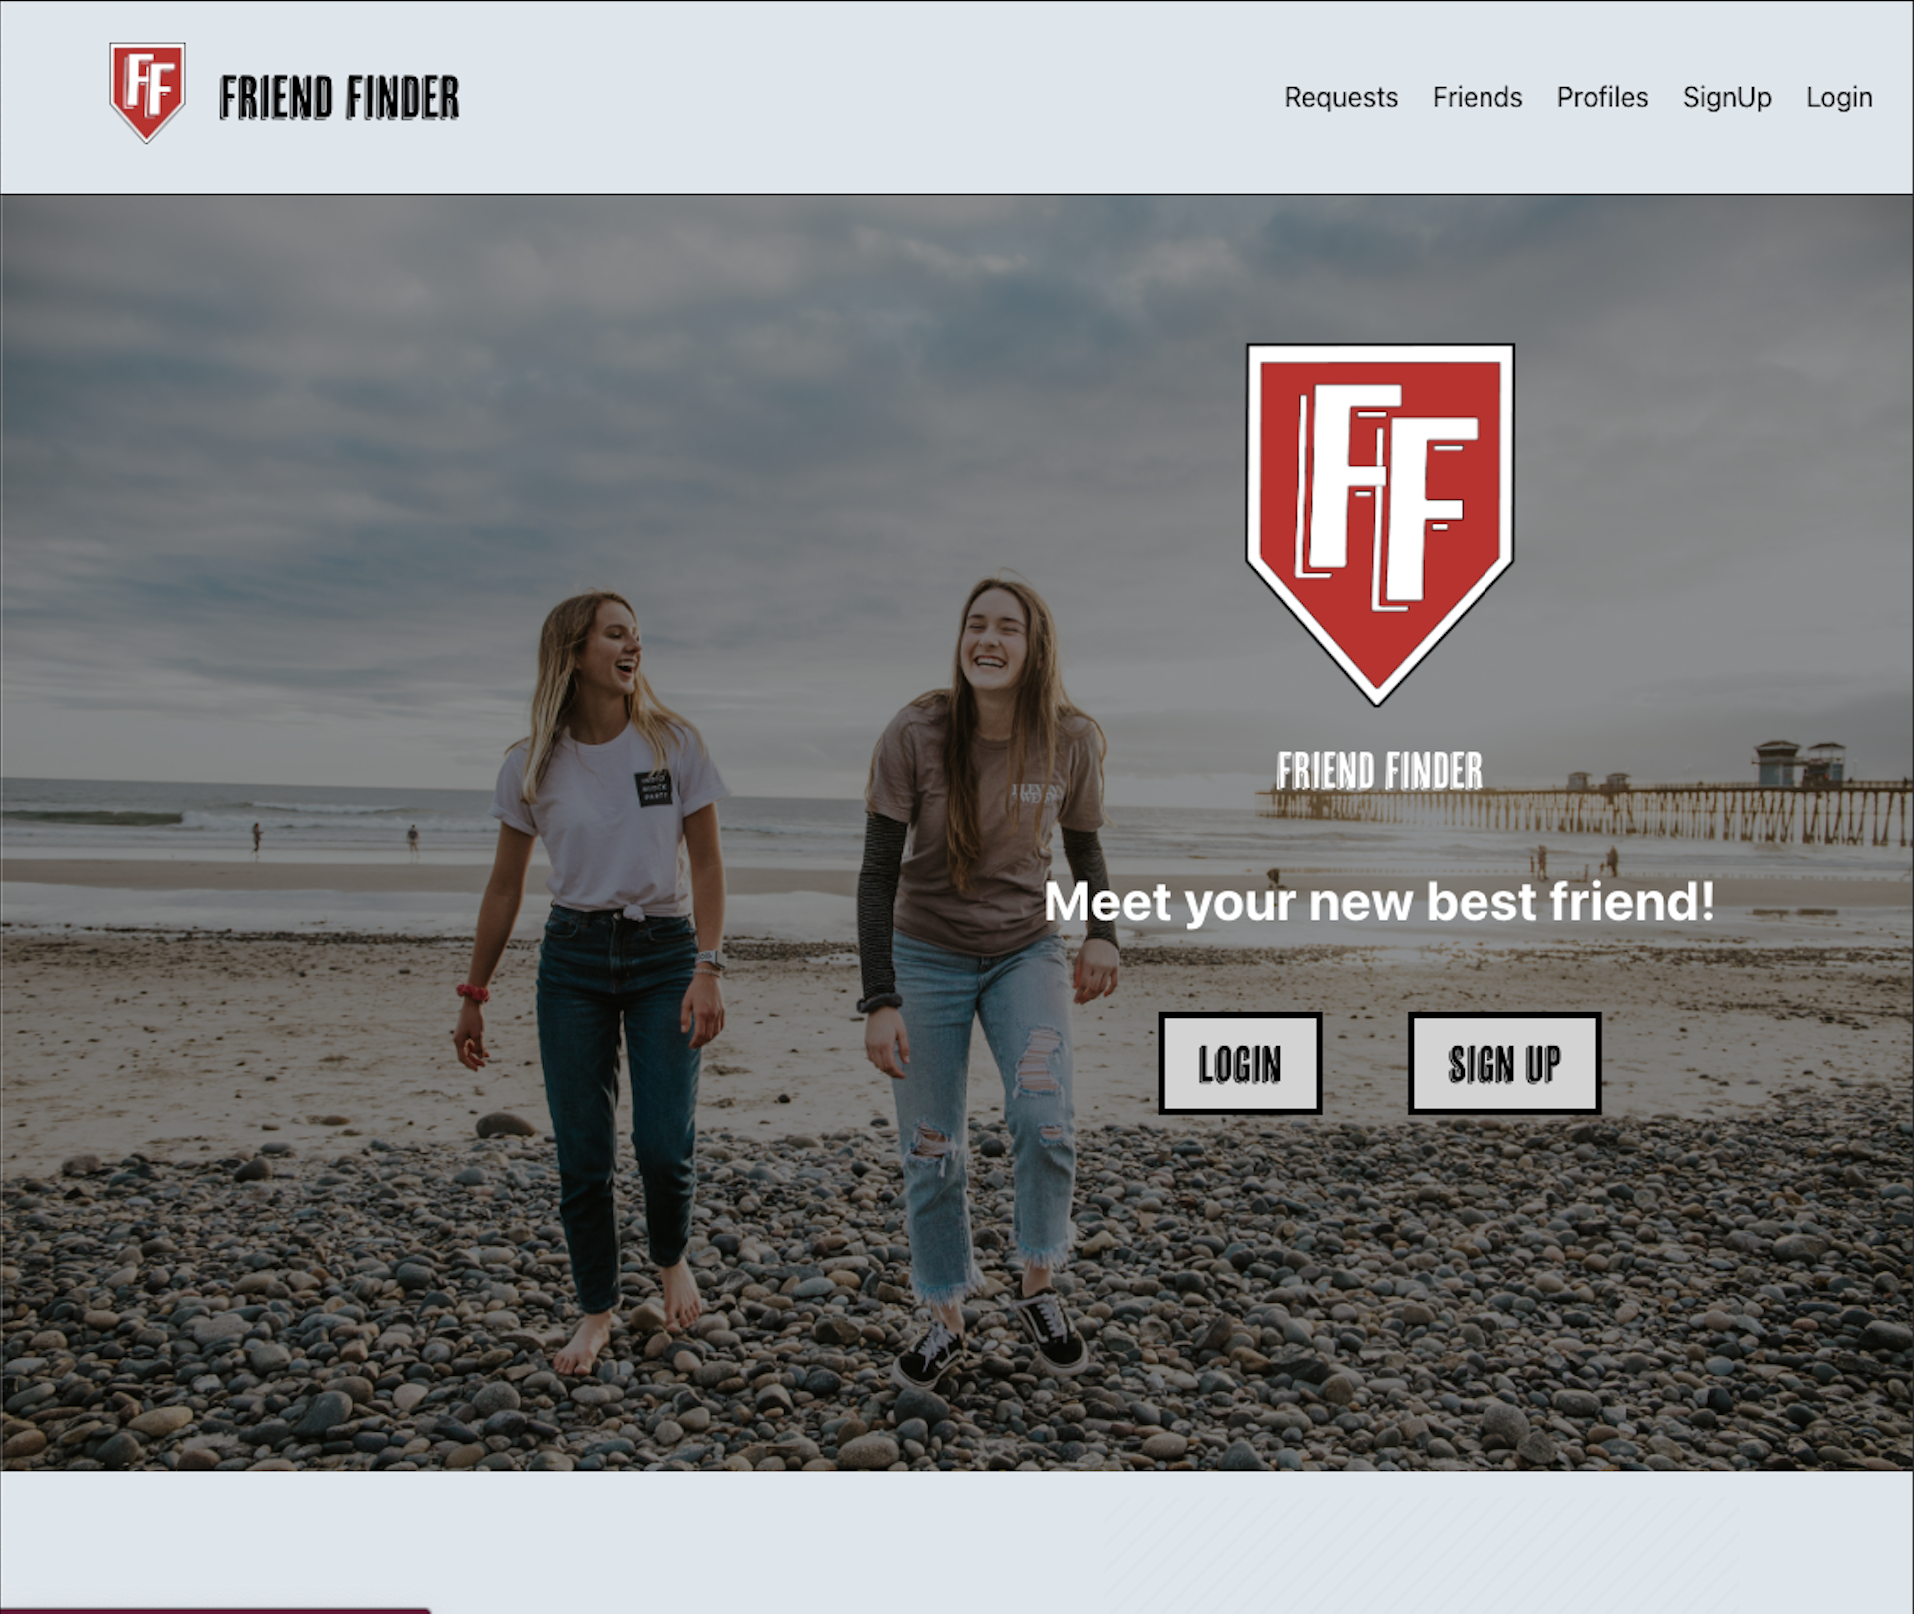 FF
FRIEND FINDER
Requests Friends Profiles SignUp Login
FF
FRIEND FINDER
Meet your new best friend!
LOGIN SIGN UP